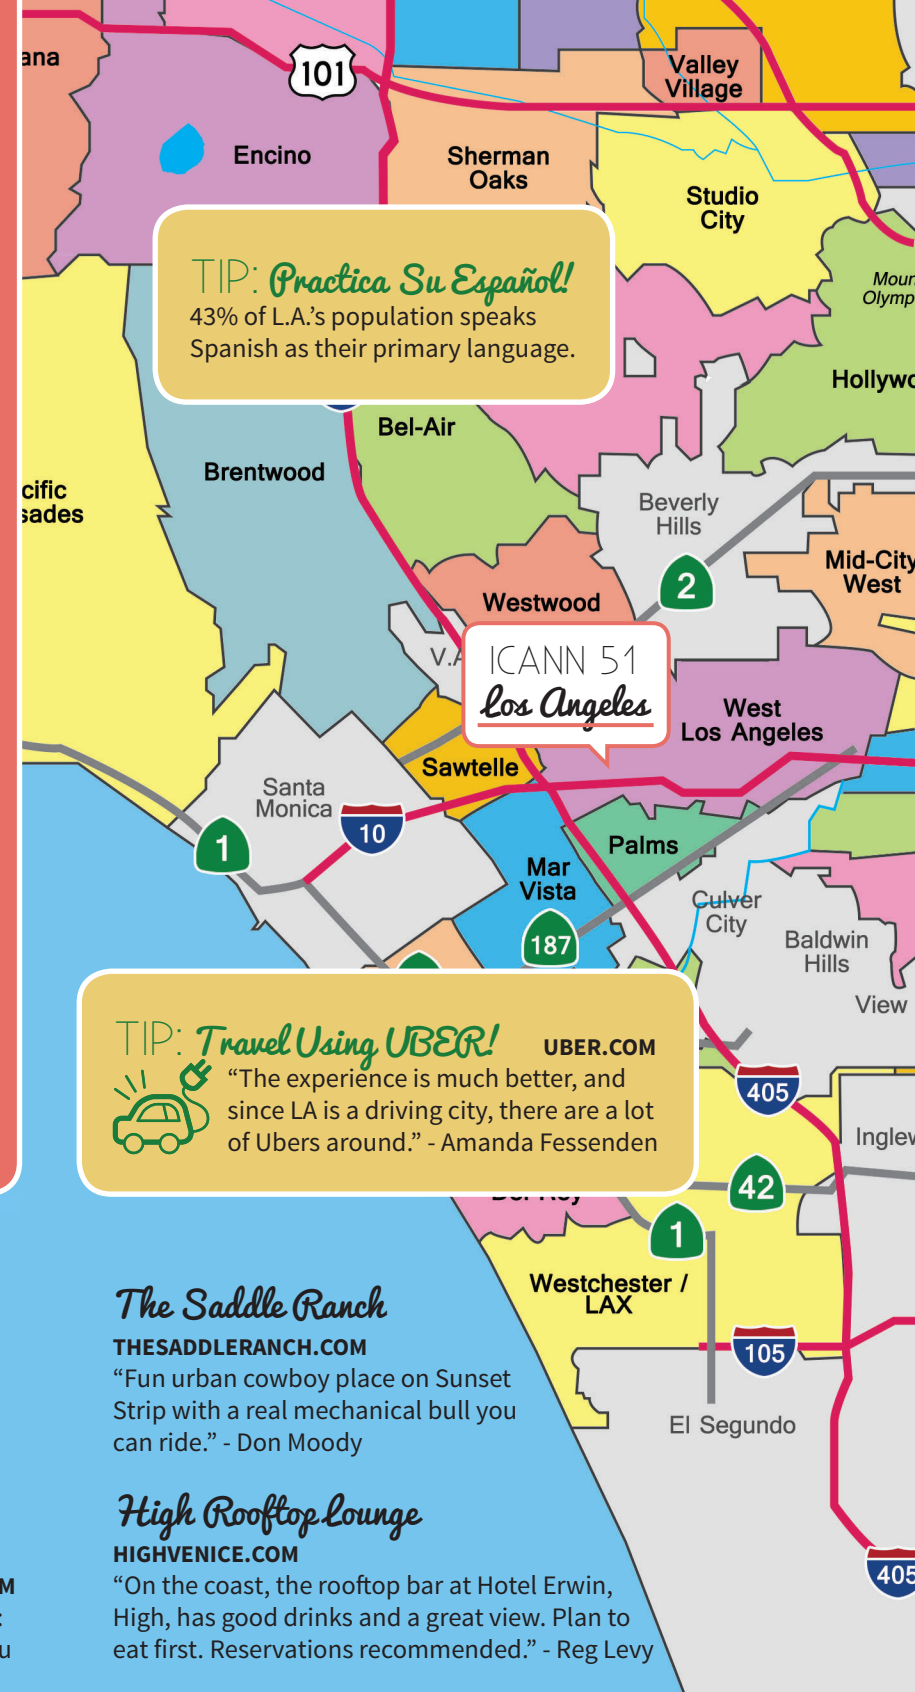 ana
101
Valley
Village
Encino
Sherman
Oaks
Studio
City
TIP: Practica Su Español!
43% of L.A.'s population speaks
Spanish as their primary language.
Moun
Olymp
Hollywo
Bel-Air
Brentwood
cific
sades
Beverly
Hills
Mid-City
West
2
Westwood
V.A
ICANN 51
Los Angeles
West
Los Angeles
Sawtelle
Santa
Monica
10
1
Palms
Mar
Vista
Culver
City
187
Baldwin
Hills
View
TIP: Travel Using UBER! UBER.COM
“The experience is much better, and
since LA is a driving city, there are a lot
of Ubers around.” - Amanda Fessenden
405
Inglew
42
Del Rey
1
Westchester /
LAX
The Saddle Ranch
THESADDLERANCH.COM
“Fun urban cowboy place on Sunset
Strip with a real mechanical bull you
can ride.” - Don Moody
105
El Segundo
High Rooftop Lounge
HIGHVENICE.COM
“On the coast, the rooftop bar at Hotel Erwin,
High, has good drinks and a great view. Plan to
eat first. Reservations recommended.” - Reg Levy
405
M
:
u